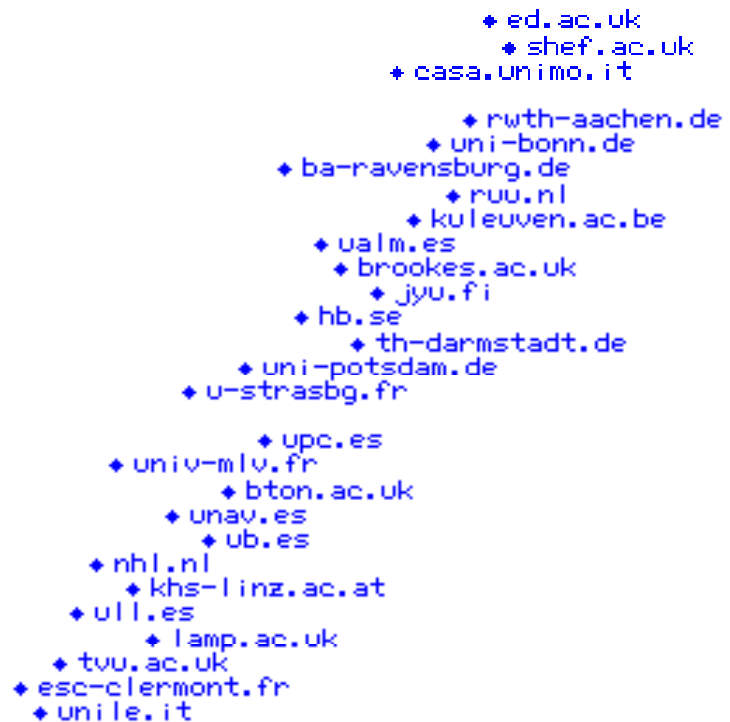 ed.ac.uk
shef.ac.uk
casa.unimo.it
rwth-aachen.de
uni-bonn.de
ba-ravensburg.de
ruu.nl
kuleuven.ac.be
ualm.es
brookes.ac.uk
jyu.fi
hb.se
th-darmstadt.de
uni-potsdam.de
u-strasbg.fr
upc.es
univ-mlv.fr
bton.ac.uk
unav.es
ub.es
nhl.nl
khs-linz.ac.at
ull.es
lamp.ac.uk
tvu.ac.uk
esc-clermont.fr
unile.it